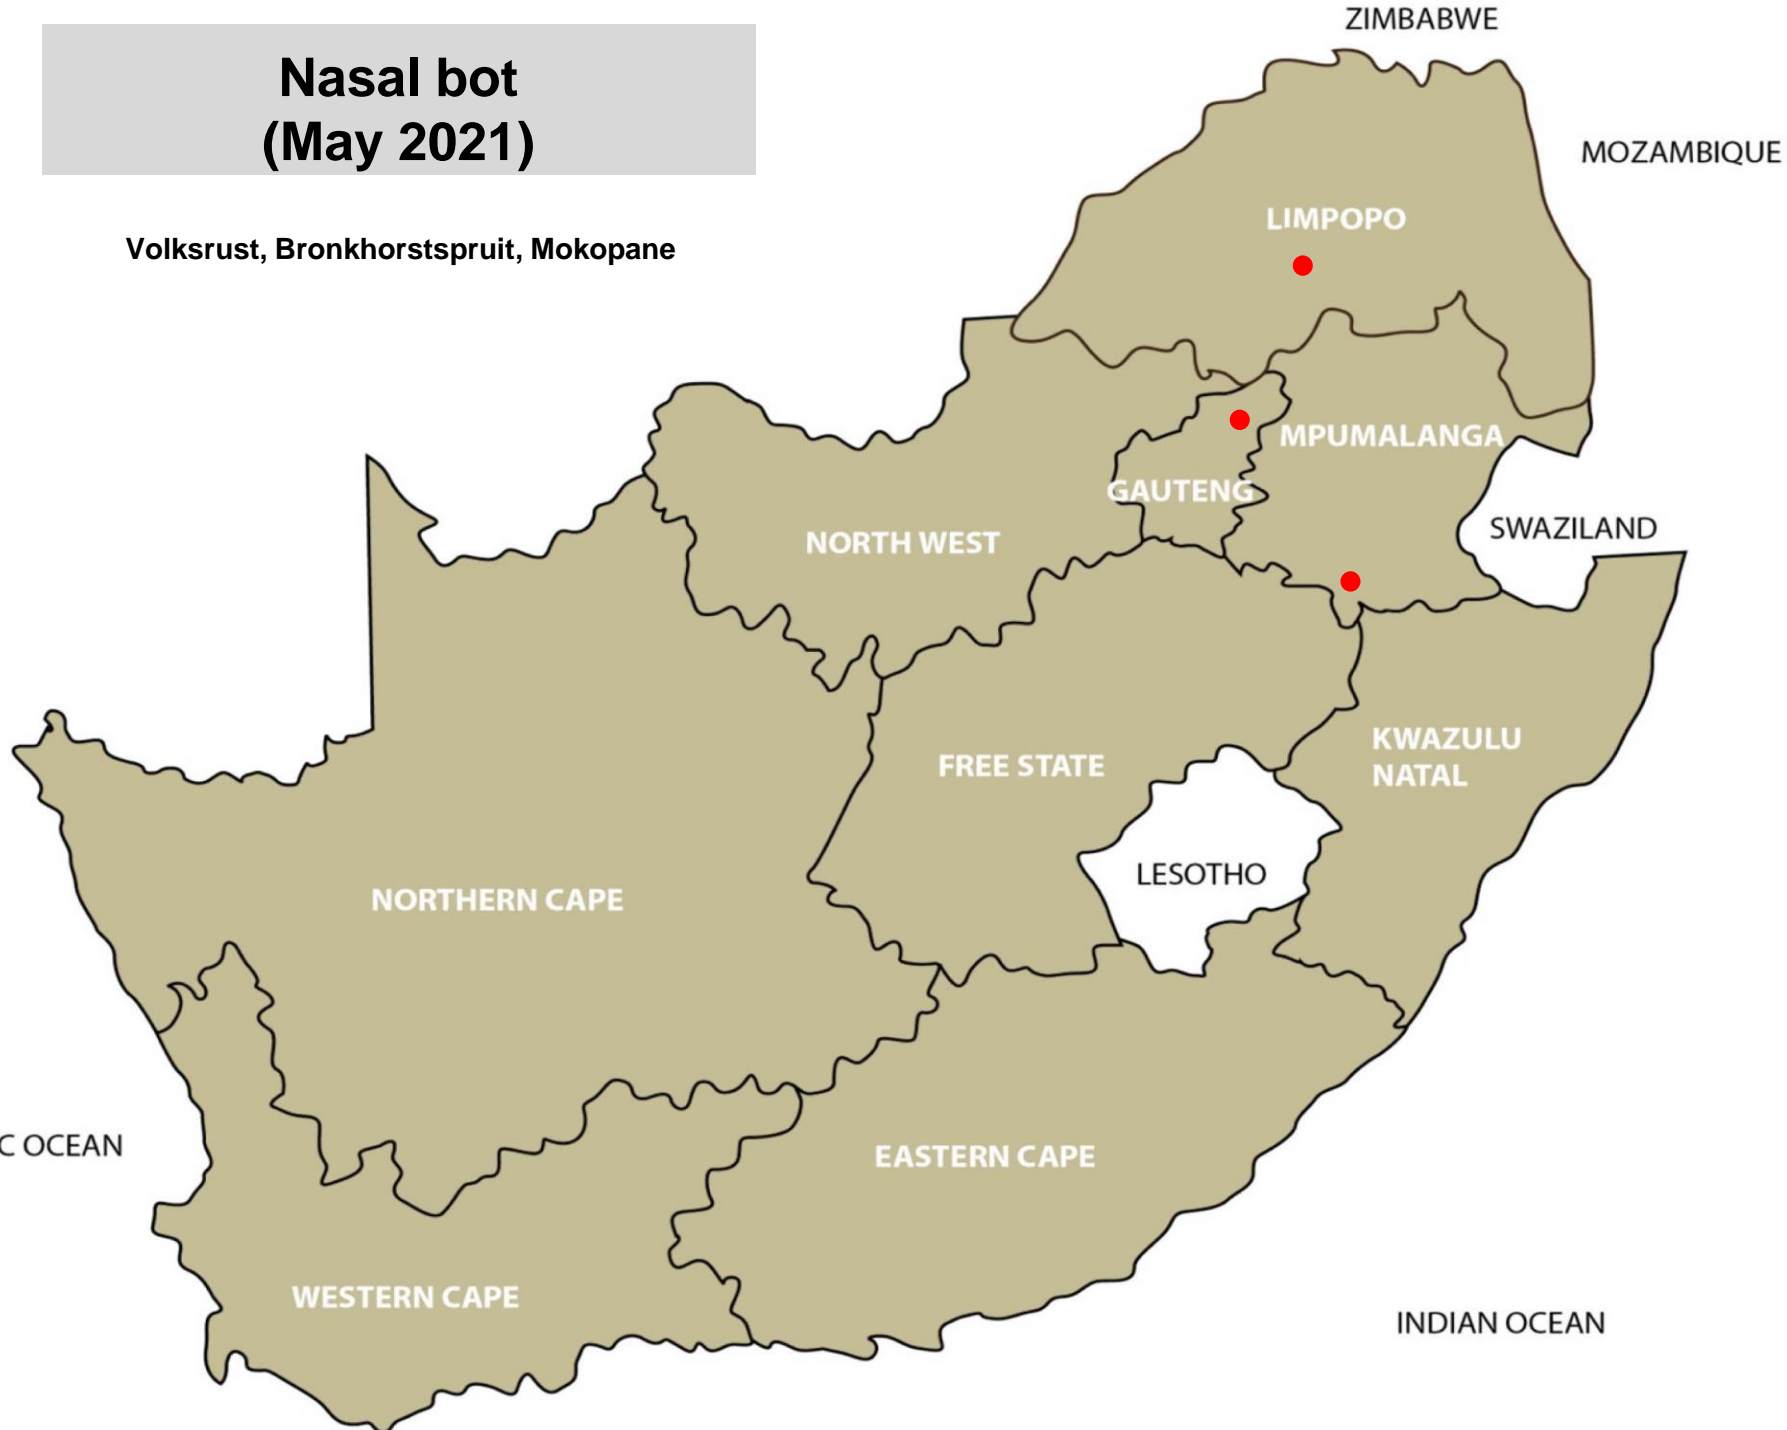 ZIMBABWE
Nasal bot
(May 2021)
MOZAMBIQUE
LIMPOPO
Volksrust, Bronkhorstspruit, Mokopane
MPUMALANGA
GAUTENG
SWAZILAND
NORTH WEST
KWAZULU
NATAL
FREE STATE
LESOTHO
NORTHERN CAPE
C OCEAN
EASTERN CAPE
WESTERN CAPE
INDIAN OCEAN